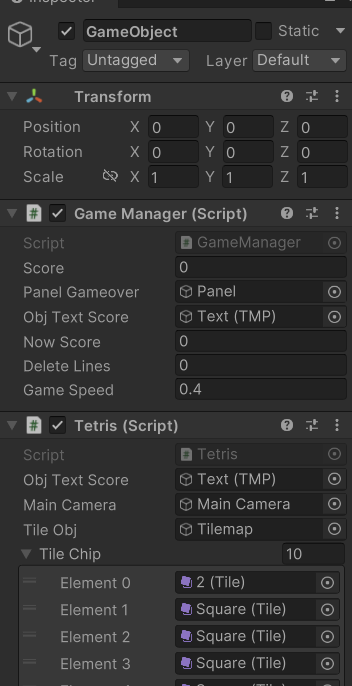 Inspector
GameObject Static
Tag Untagged Layer Default
Transform
Position X 0 Y 0 Z 0
Rotation X 0 Y 0 Z 0
Scale X 1 Y 1 Z 1
# Game Manager (Script)
Script # GameManager
Score 0
Panel Gameover Panel
Obj Text Score Text (TMP)
Now Score 0
Delete Lines 0
Game Speed 0.4
# Tetris (Script)
Script # Tetris
Obj Text Score Text (TMP)
Main Camera Main Camera
Tile Obj Tilemap
Tile Chip 10
Element 0 2 (Tile)
Element 1 Square (Tile)
Element 2 Square (Tile)
Element 3 Square (Tile)